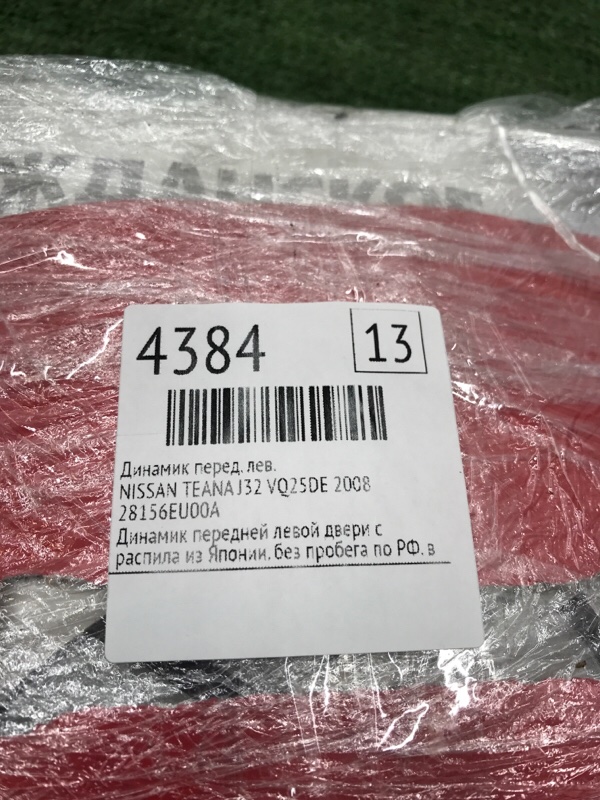 4384
13
Динамик перед. лев.
NISSAN TEANA J32 VQ25DE 2008
28156EU00A
Динамик передней левой двери с
распила из Японии. без пробега по РФ. в